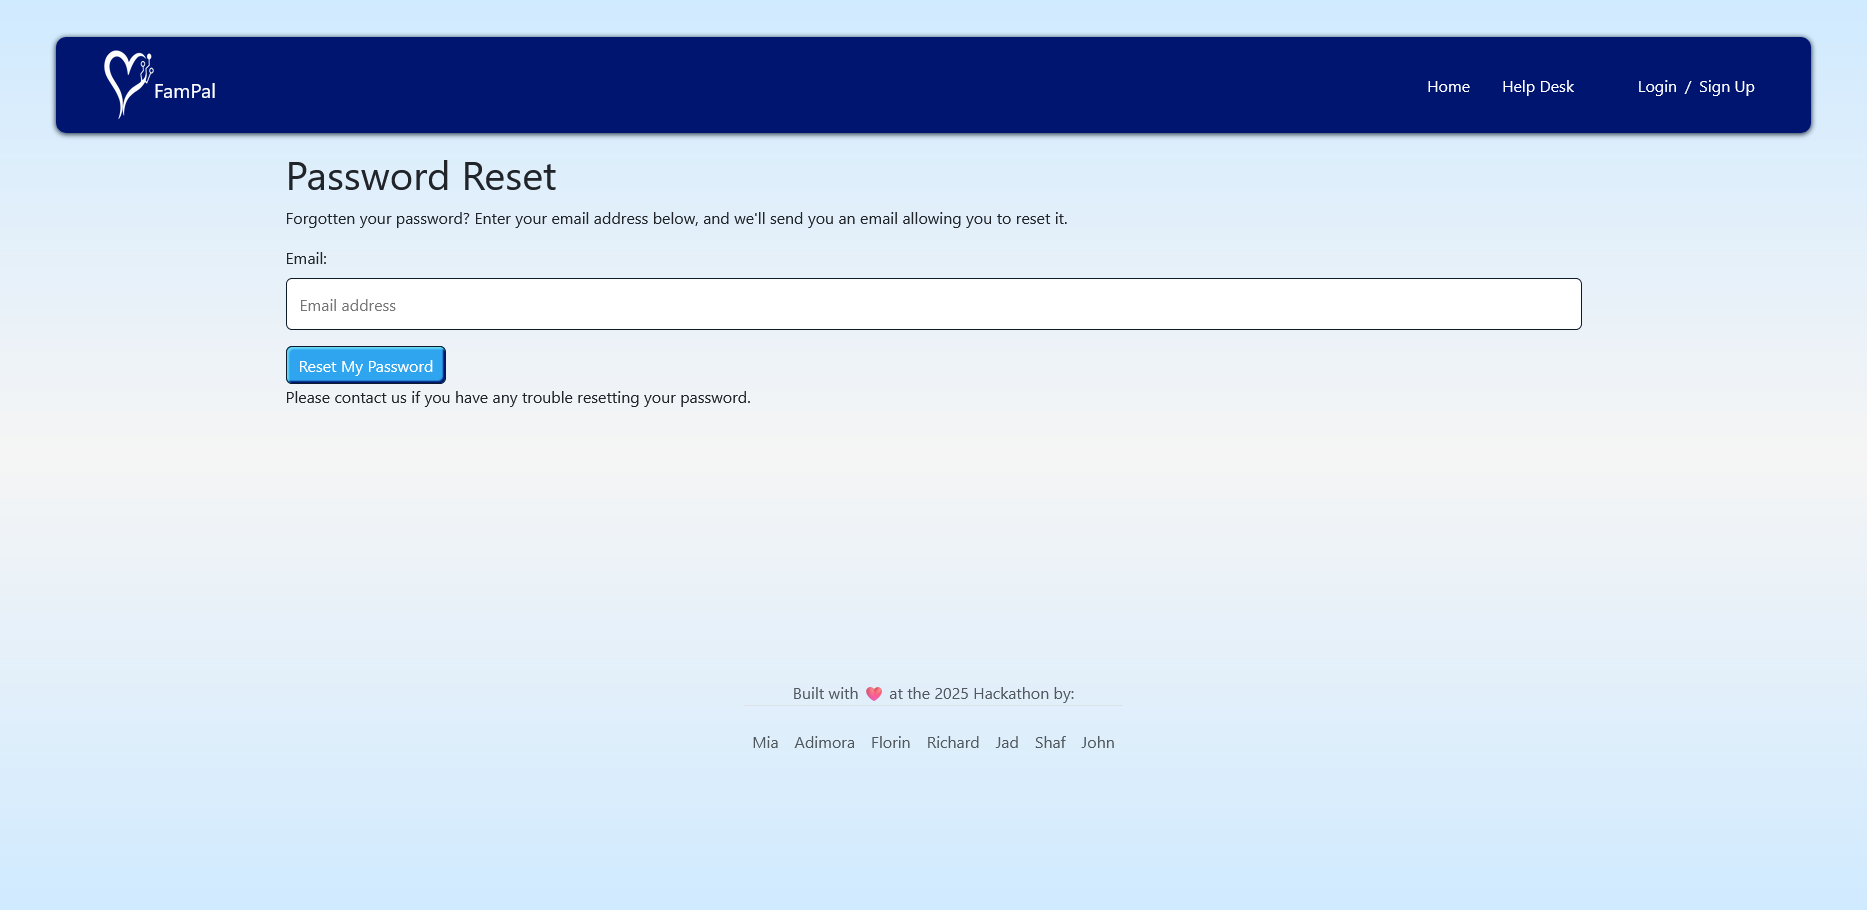 FamPal
Home Help Desk Login / Sign Up
Password Reset
Forgotten your password? Enter your email address below, and we'll send you an email allowing you to reset it.
Email:
Email address
Reset My Password
Please contact us if you have any trouble resetting your password.
Built with 💗 at the 2025 Hackathon by:
Mia Adimora Florin Richard Jad Shaf John